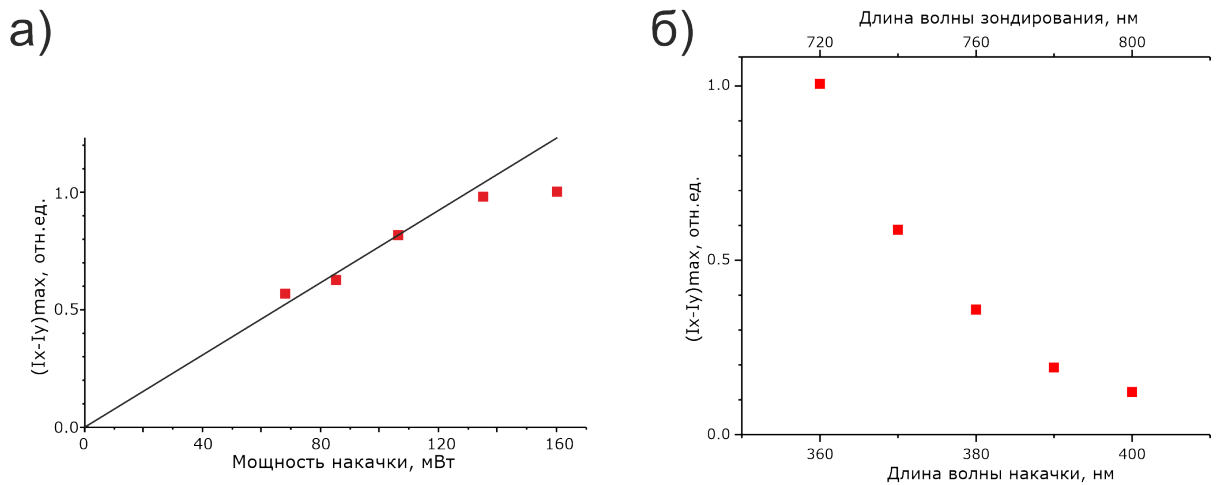 а)
(Ix-Iy)max, отн.ед.
1.0
0.5
0.0
0 40 80 120 160
Мощность накачки, мВт
б)
Длина волны зондирования, нм
720 760 800
(Ix-Iy)max, отн.ед.
1.0
0.5
0.0
360 380 400
Длина волны накачки, нм